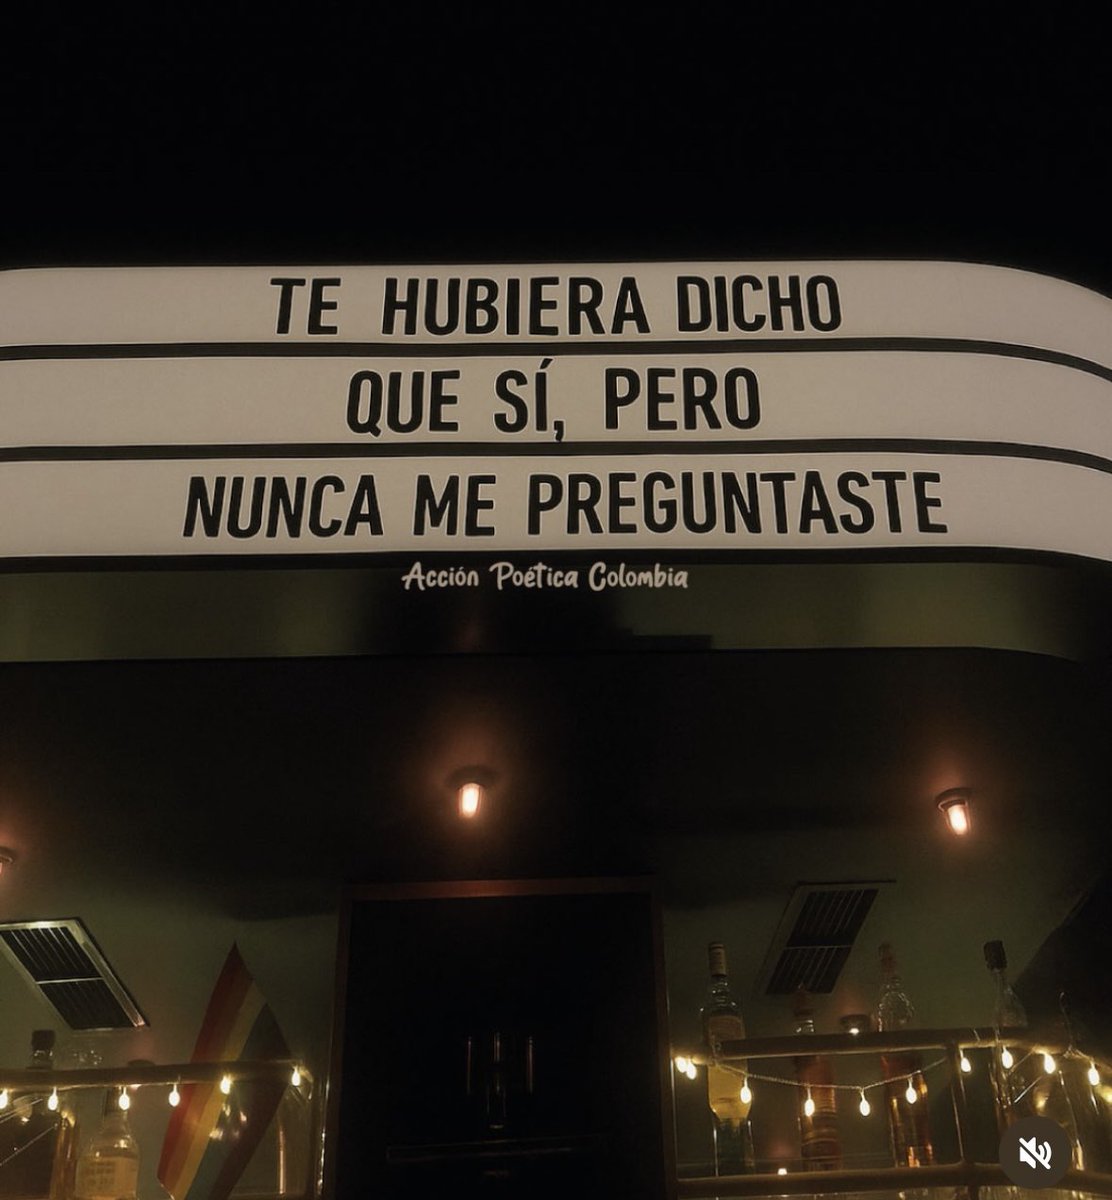 TE HUBIERA DICHO
QUE SÍ, PERO
NUNCA ME PREGUNTASTE
Acción Poética Colombia